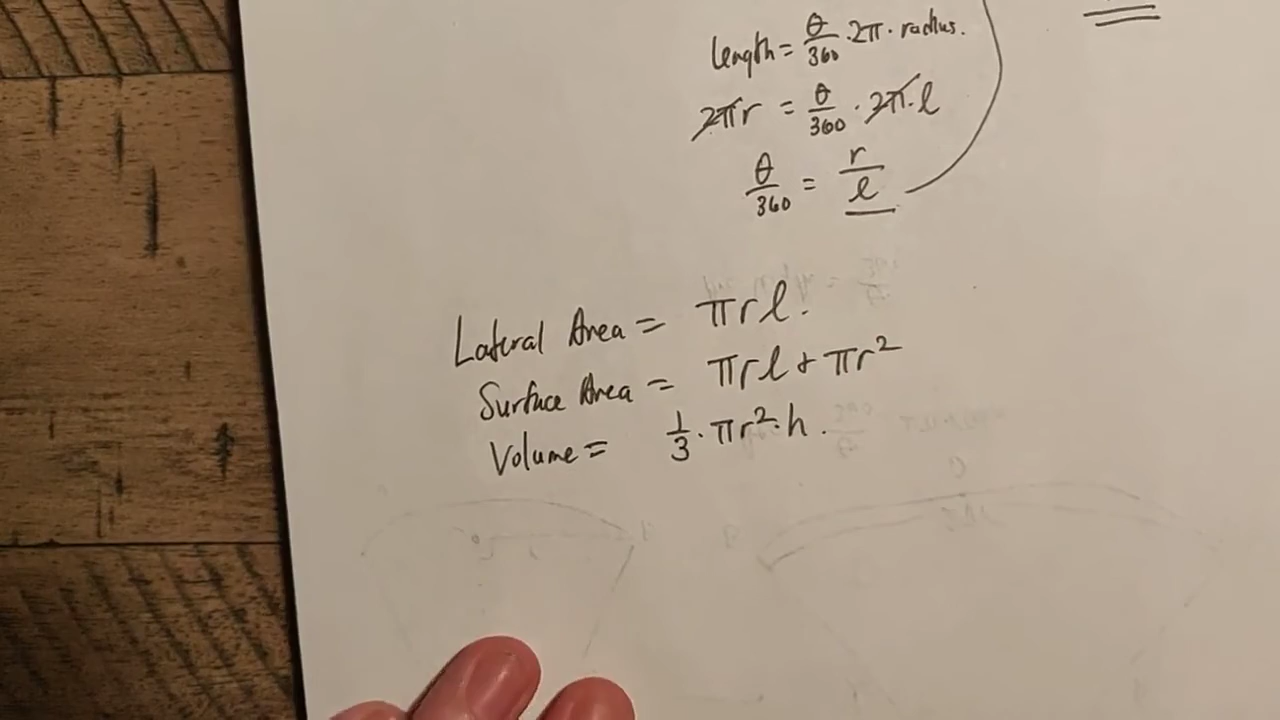 length = θ/360 · 2π · radius.
2πr = θ/360 · 2π · l
θ/360 = r/l
Lateral Area = πrl.
Surface Area = πrl + πr²
Volume = 1/3 · πr² · h.